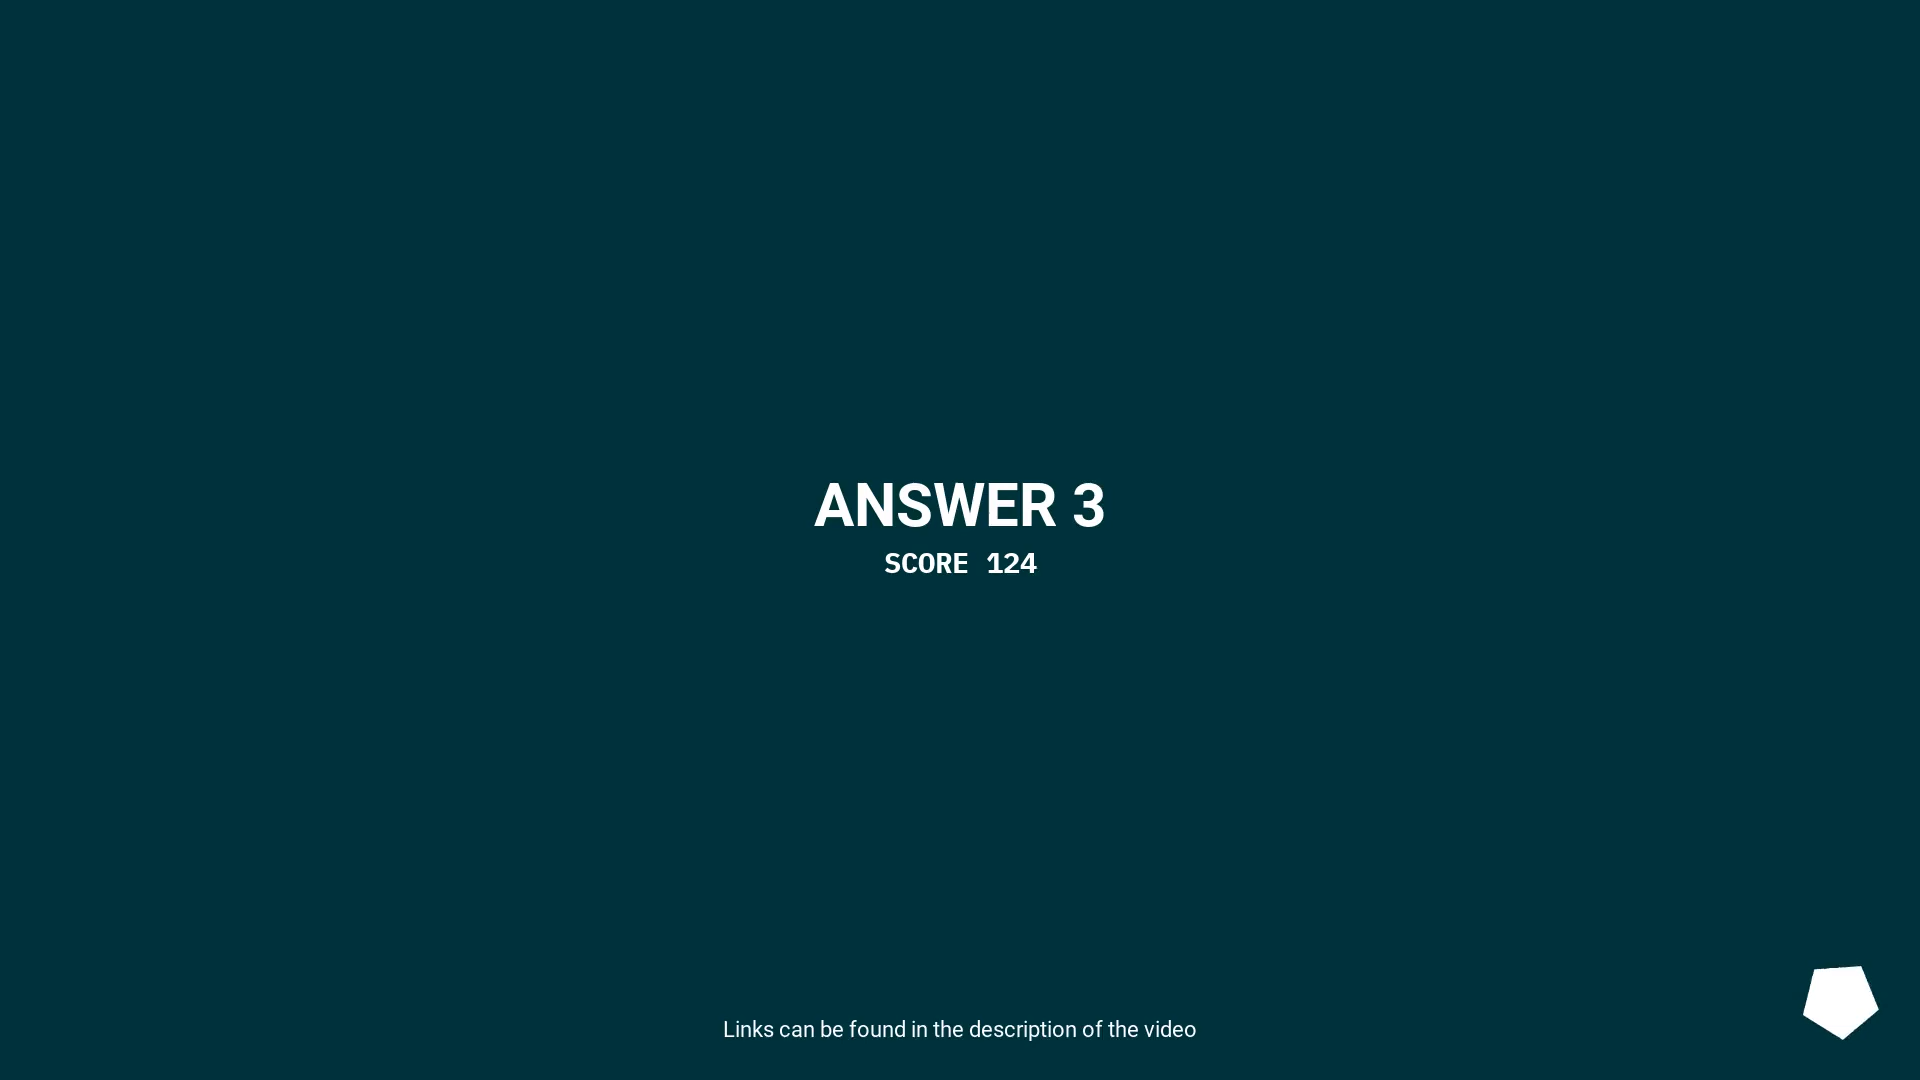 ANSWER 3
SCORE 124
Links can be found in the description of the video